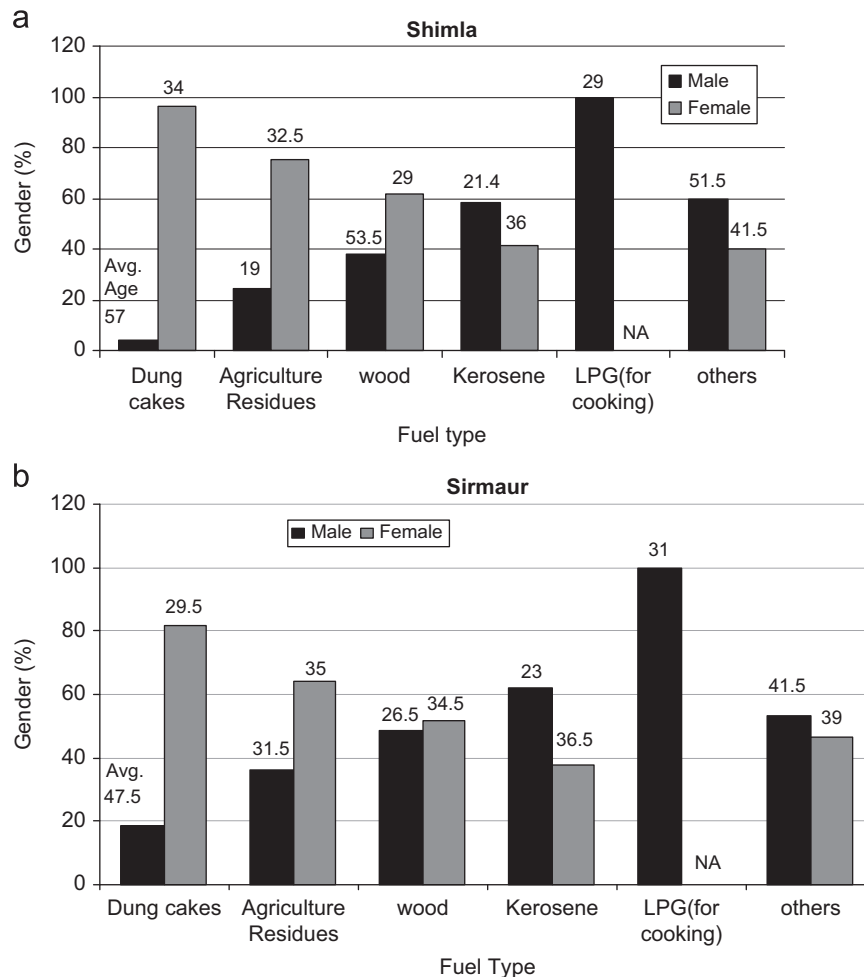 a
Shimla
120
100
80
60
40
20
0
Gender (%)
Male
Female
Avg.
Age
57
34
19
32.5
53.5
29
21.4
36
29
NA
51.5
41.5
Dung
cakes
Agriculture
Residues
wood
Kerosene
LPG(for
cooking)
others
Fuel type
b
Sirmaur
120
100
80
60
40
20
0
Gender (%)
Male Female
Avg.
47.5
29.5
31.5
35
26.5
34.5
23
36.5
31
NA
41.5
39
Dung cakes
Agriculture
Residues
wood
Kerosene
LPG(for
cooking)
others
Fuel Type